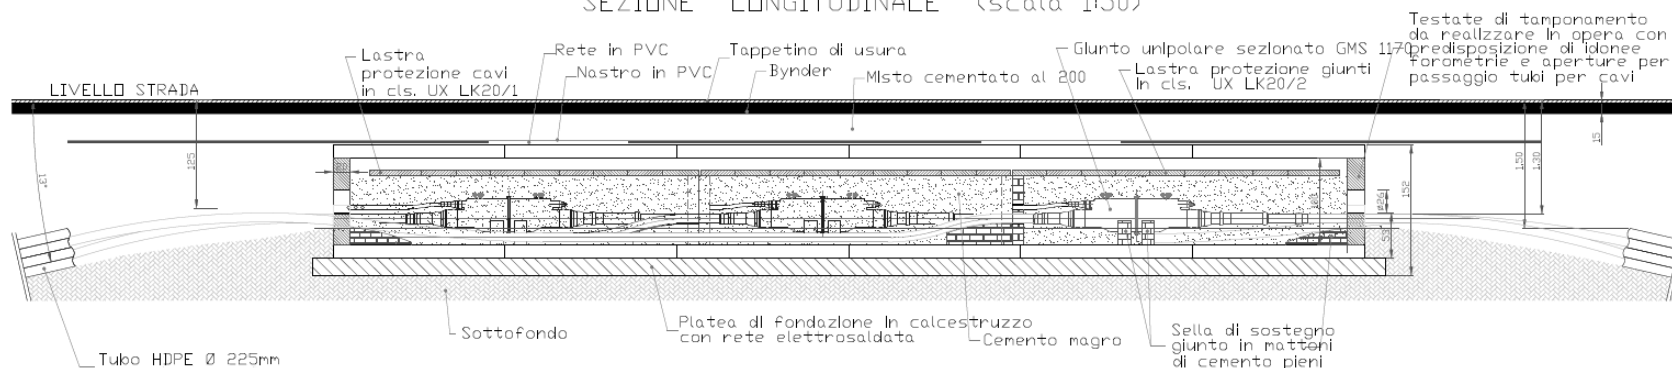 SEZIONE LONGITUDINALE (scala 1:50)
Testate di tamponamento
da realizzare in opera con
predisposizione di idonee
forometrie e aperture per
passaggio tubi per cavi
Lastra
protezione cavi
in cls. UX LK20/1
Rete in PVC
Nastro in PVC
Tappetino di usura
Bynder
Misto cementato al 200
Giunto unipolare sezionato GMS 1170
Lastra protezione giunti
in cls. UX LK20/2
LIVELLO STRADA
125
13°
150
130
15
152
Sottofondo
Platea di fondazione in calcestruzzo
con rete elettrosaldata
Cemento magro
Sella di sostegno
giunto in mattoni
di cemento pieni
Tubo HDPE Ø 225mm